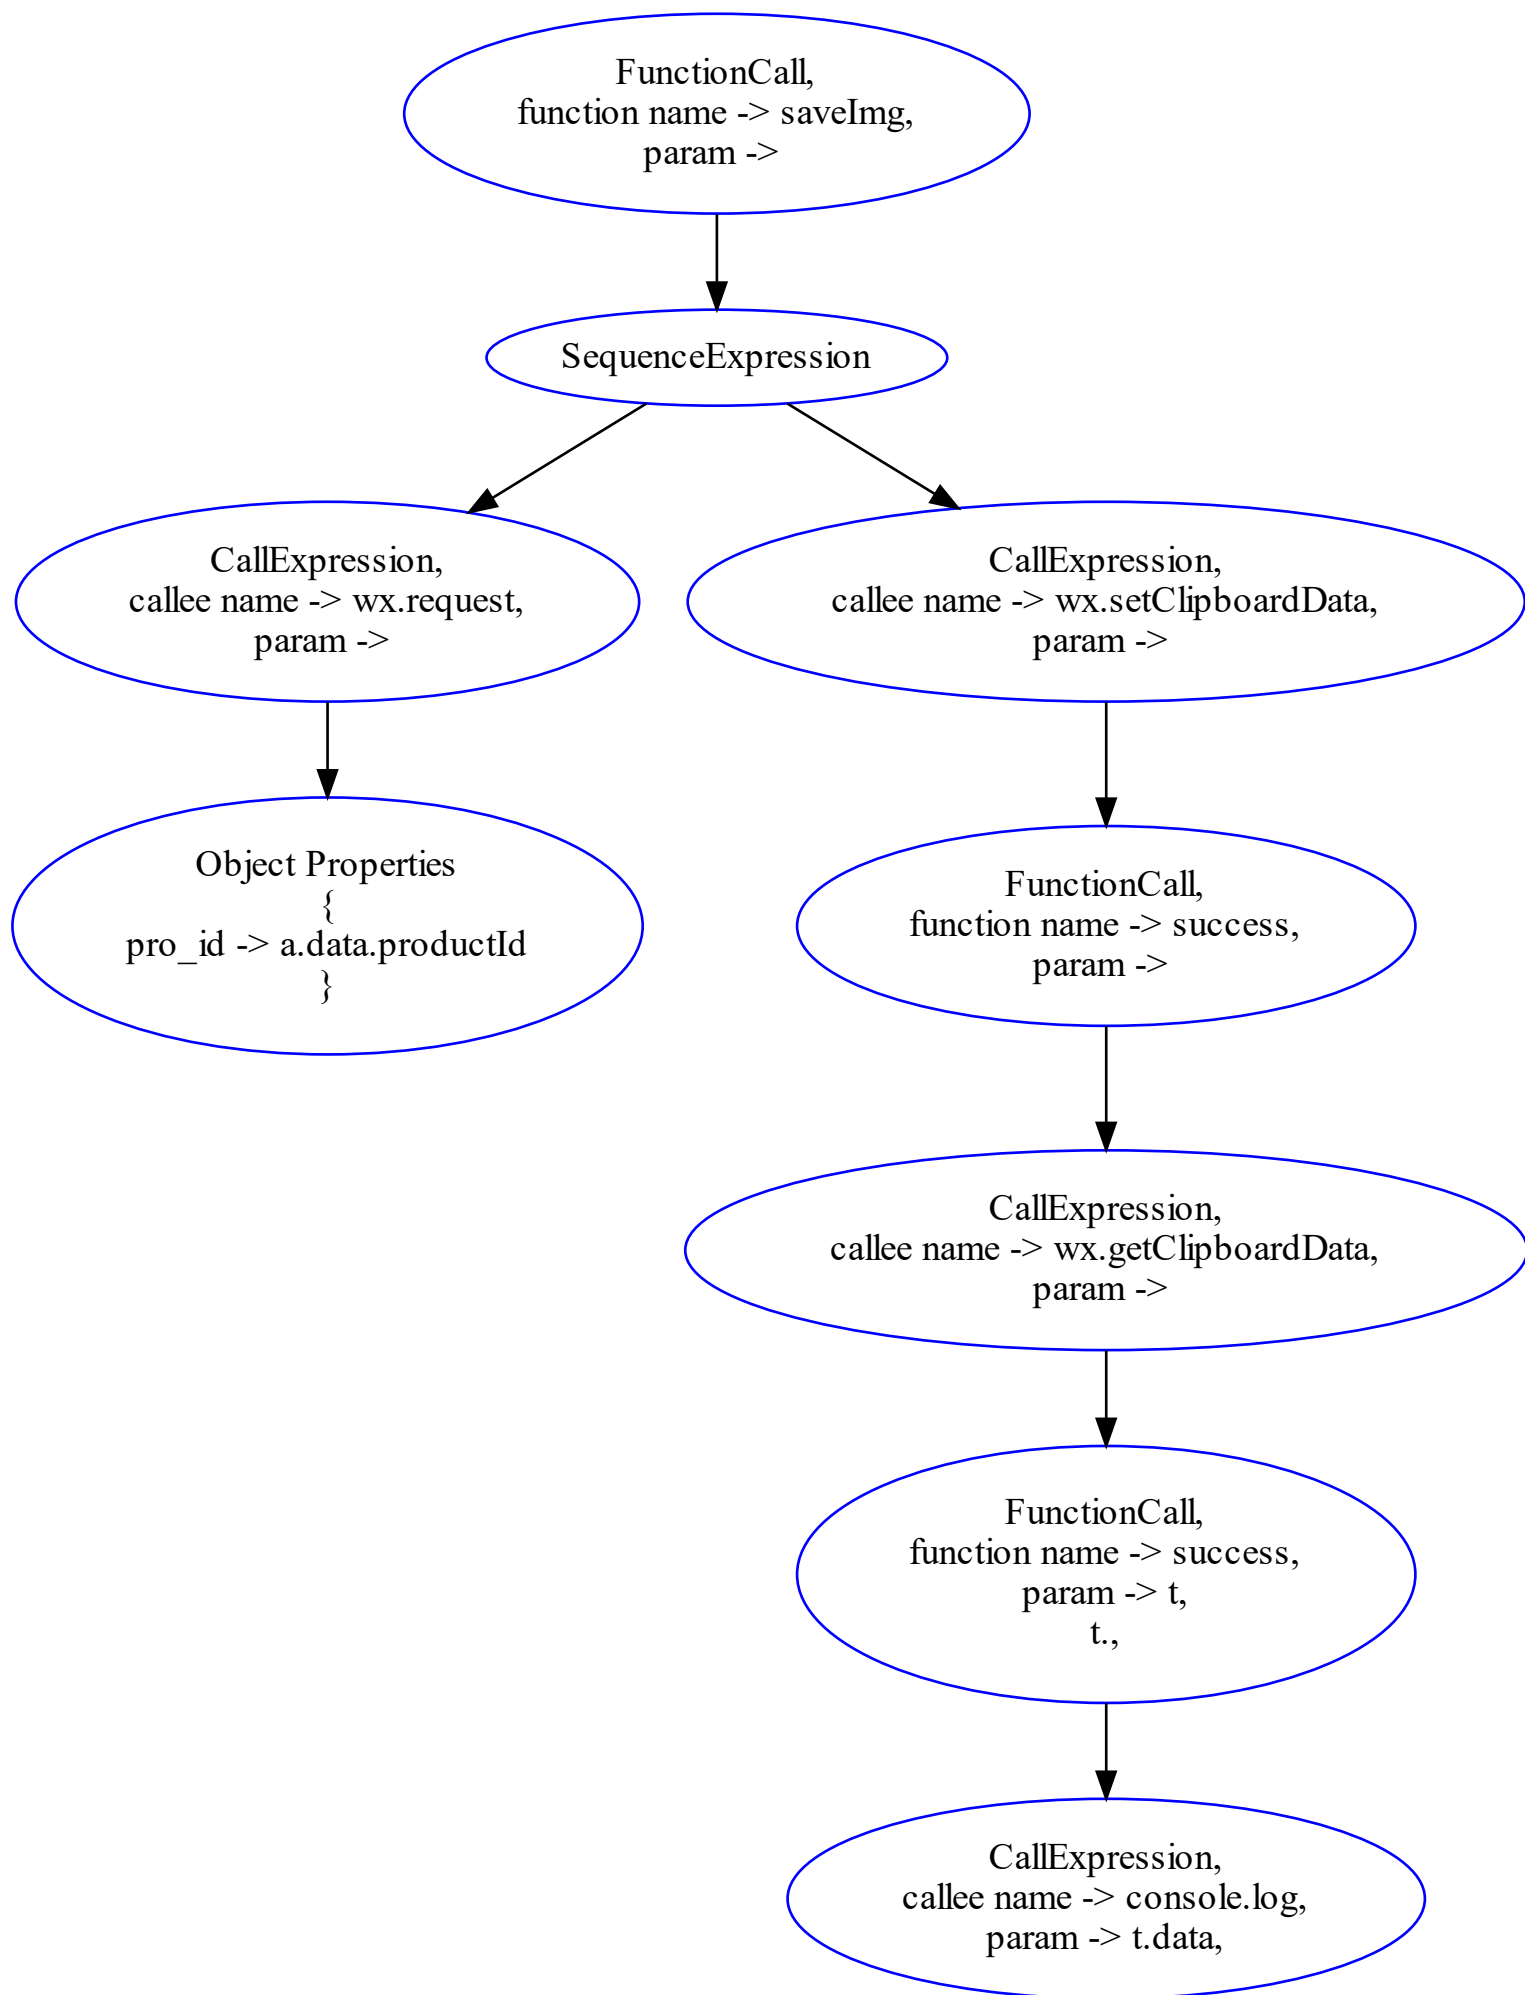 FunctionCall,
function name -> saveImg,
param ->
SequenceExpression
CallExpression,
callee name -> wx.request,
param ->
CallExpression,
callee name -> wx.setClipboardData,
param ->
Object Properties
{
pro_id -> a.data.productId
}
FunctionCall,
function name -> success,
param ->
CallExpression,
callee name -> wx.getClipboardData,
param ->
FunctionCall,
function name -> success,
param -> t,
t.,
CallExpression,
callee name -> console.log,
param -> t.data,